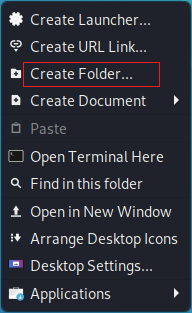 Create Launcher...
Create URL Link...
Create Folder...
Create Document
Paste
Open Terminal Here
Find in this folder
Open in New Window
Arrange Desktop Icons
Desktop Settings...
Applications